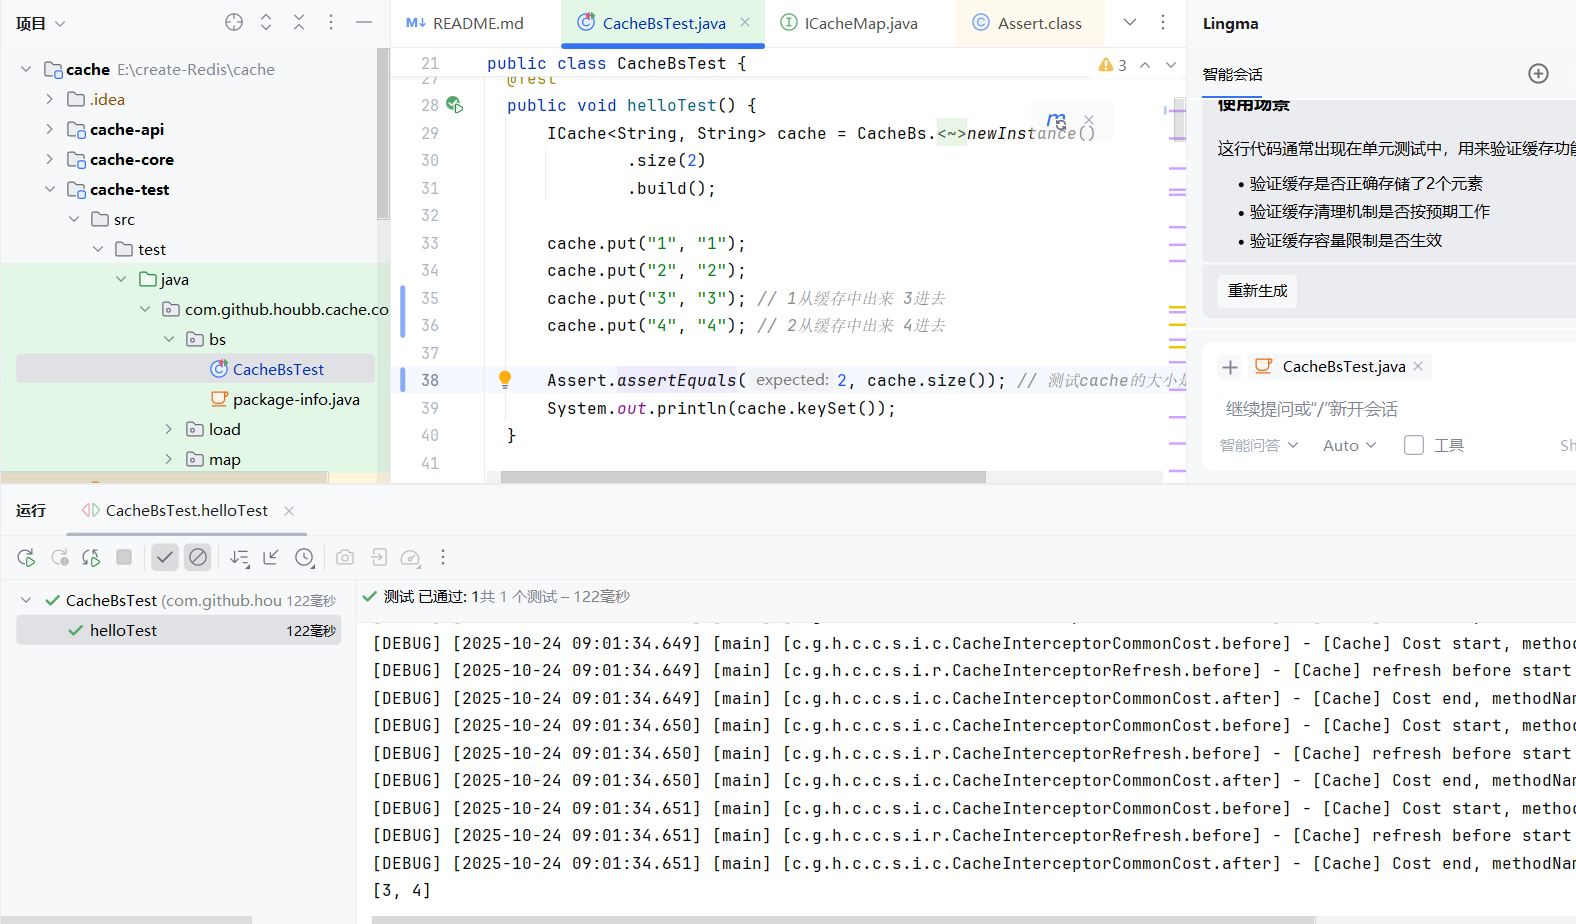 项目
cache E:\create-Redis\cache
.idea
cache-api
cache-core
cache-test
src
test
java
com.github.houbb.cache.co
bs
CacheBsTest
package-info.java
load
map
README.md
CacheBsTest.java
ICacheMap.java
Assert.class
21 public class CacheBsTest {
3
27 @Test
28 public void helloTest() {
29 ICache<String, String> cache = CacheBs.<~>newInstance()
30 .size(2)
31 .build();
32
33 cache.put("1", "1");
34 cache.put("2", "2");
35 cache.put("3", "3"); // 1从缓存中出来 3进去
36 cache.put("4", "4"); // 2从缓存中出来 4进去
37
38 Assert.assertEquals( expected: 2, cache.size()); // 测试cache的大小是
39 System.out.println(cache.keySet());
40 }
41
Lingma
智能会话
使用场景
这行代码通常出现在单元测试中，用来验证缓存功能
• 验证缓存是否正确存储了2个元素
• 验证缓存清理机制是否按预期工作
• 验证缓存容量限制是否生效
重新生成
CacheBsTest.java
继续提问或“/”新开会话
智能问答 Auto 工具 Sh
运行 CacheBsTest.helloTest
CacheBsTest (com.github.hou 122毫秒
helloTest 122毫秒
测试 已通过: 1共 1 个测试 – 122毫秒
[DEBUG] [2025-10-24 09:01:34.649] [main] [c.g.h.c.c.s.i.c.CacheInterceptorCommonCost.before] - [Cache] Cost start, method
[DEBUG] [2025-10-24 09:01:34.649] [main] [c.g.h.c.c.s.i.r.CacheInterceptorRefresh.before] - [Cache] refresh before start
[DEBUG] [2025-10-24 09:01:34.649] [main] [c.g.h.c.c.s.i.c.CacheInterceptorCommonCost.after] - [Cache] Cost end, methodNam
[DEBUG] [2025-10-24 09:01:34.650] [main] [c.g.h.c.c.s.i.c.CacheInterceptorCommonCost.before] - [Cache] Cost start, method
[DEBUG] [2025-10-24 09:01:34.650] [main] [c.g.h.c.c.s.i.r.CacheInterceptorRefresh.before] - [Cache] refresh before start
[DEBUG] [2025-10-24 09:01:34.650] [main] [c.g.h.c.c.s.i.c.CacheInterceptorCommonCost.after] - [Cache] Cost end, methodNam
[DEBUG] [2025-10-24 09:01:34.651] [main] [c.g.h.c.c.s.i.c.CacheInterceptorCommonCost.before] - [Cache] Cost start, method
[DEBUG] [2025-10-24 09:01:34.651] [main] [c.g.h.c.c.s.i.r.CacheInterceptorRefresh.before] - [Cache] refresh before start
[DEBUG] [2025-10-24 09:01:34.651] [main] [c.g.h.c.c.s.i.c.CacheInterceptorCommonCost.after] - [Cache] Cost end, methodNam
[3, 4]